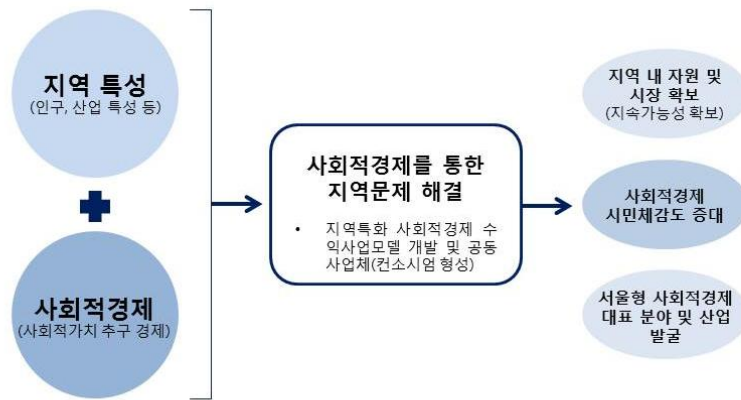 지역 특성
(인구, 산업 특성 등)
사회적경제
(사회적가치 추구 경제)
사회적경제를 통한
지역문제 해결
• 지역특화 사회적경제 수
익사업모델 개발 및 공동
사업체(컨소시엄 형성)
지역 내 자원 및
시장 확보
(지속가능성 확보)
사회적경제
시민체감도 증대
서울형 사회적경제
대표 분야 및 산업
발굴